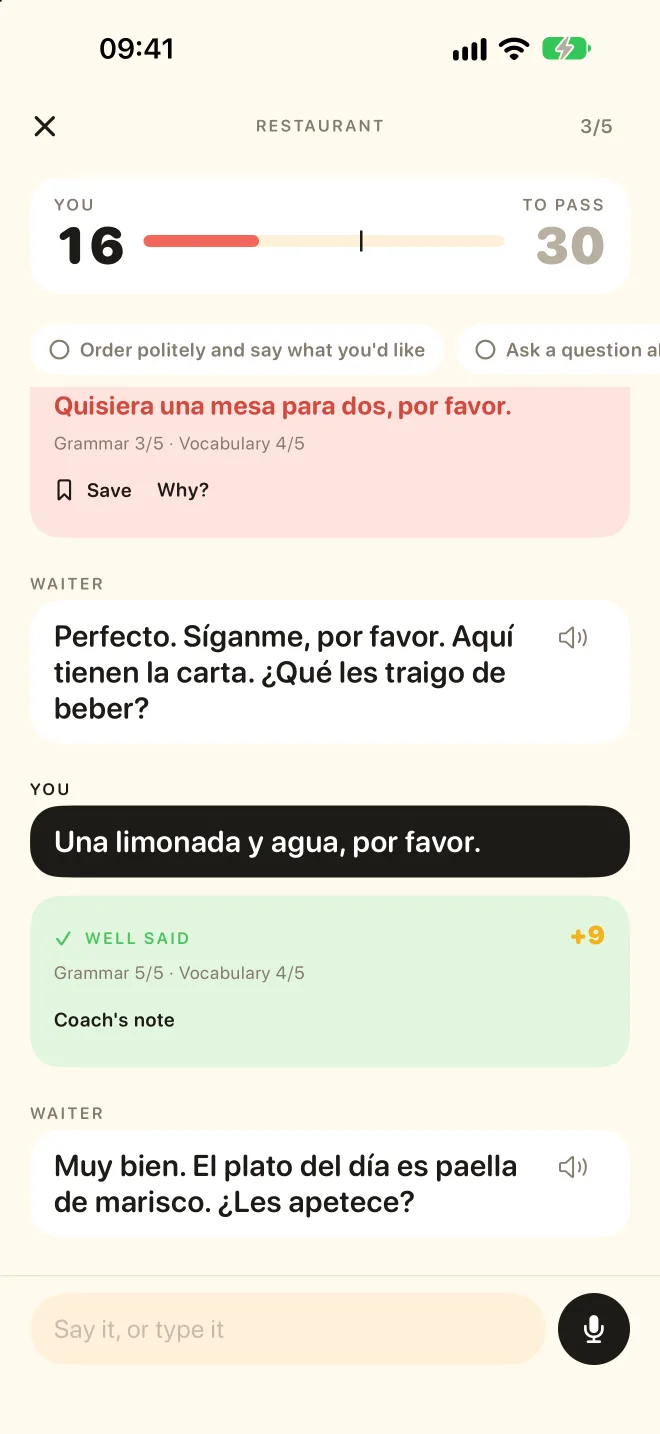 09:41
RESTAURANT
3/5
YOU
TO PASS
16
30
Order politely and say what you'd like
Ask a question a
Quisiera una mesa para dos, por favor.
Grammar 3/5 · Vocabulary 4/5
Save
Why?
WAITER
Perfecto. Síganme, por favor. Aquí
tienen la carta. ¿Qué les traigo de
beber?
YOU
Una limonada y agua, por favor.
WELL SAID
+9
Grammar 5/5 · Vocabulary 4/5
Coach's note
WAITER
Muy bien. El plato del día es paella
de marisco. ¿Les apetece?
Say it, or type it